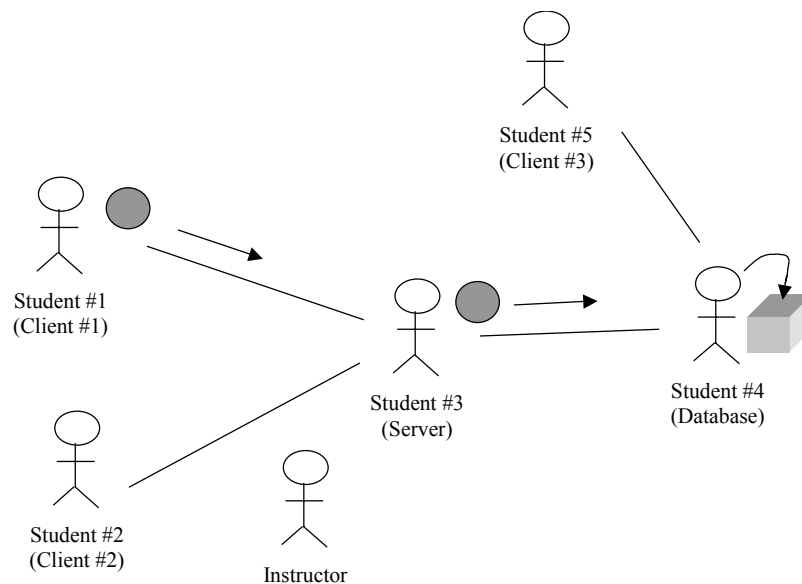 Student #5
(Client #3)
Student #1
(Client #1)
Student #3
(Server)
Student #4
(Database)
Student #2
(Client #2)
Instructor